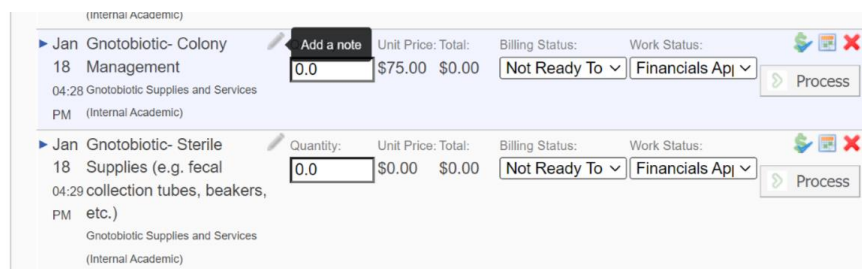 (Internal Academic)
Jan Gnotobiotic- Colony Add a note Unit Price: Total: Billing Status: Work Status:
18 Management 0.0 $75.00 $0.00 Not Ready To Financials Ap
04:28 Gnotobiotic Supplies and Services Process
PM (Internal Academic)
Jan Gnotobiotic- Sterile Quantity: Unit Price: Total: Billing Status: Work Status:
18 Supplies (e.g. fecal 0.0 $0.00 $0.00 Not Ready To Financials Ap
04:29 collection tubes, beakers, Process
PM etc.)
Gnotobiotic Supplies and Services
(Internal Academic)